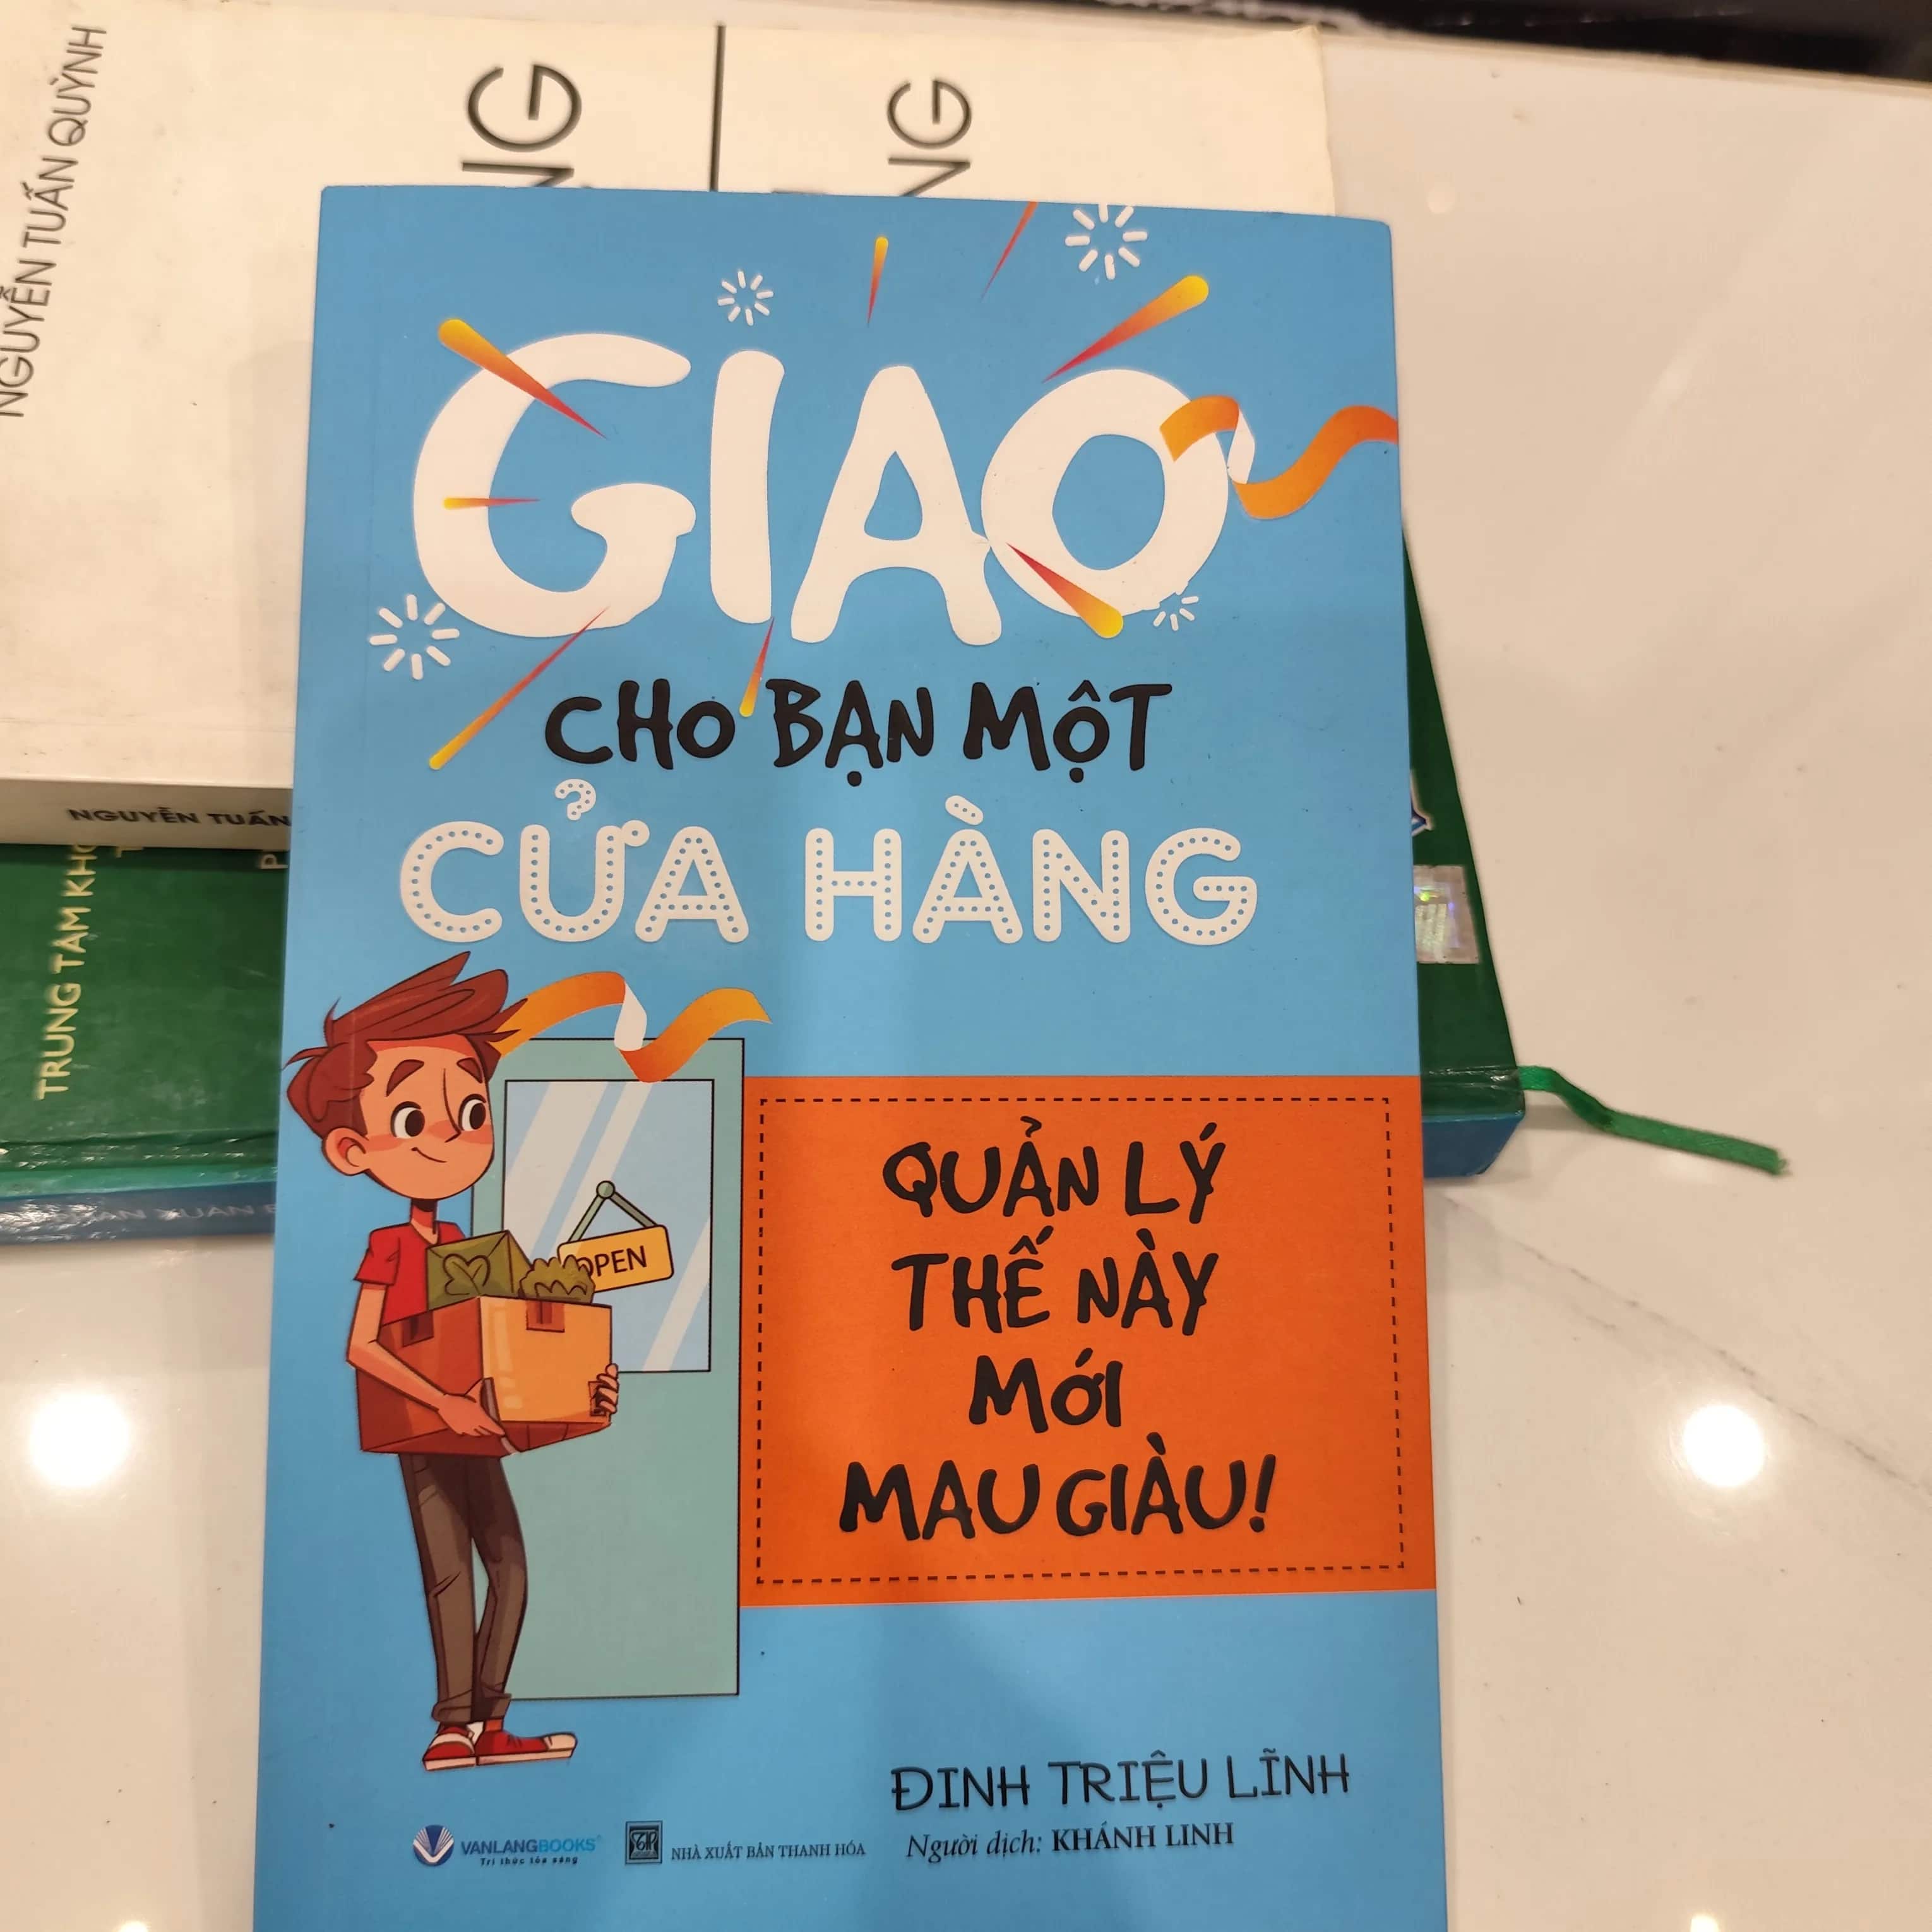 NGUYỄN TUẤN QUỲNH
NG
NG
GIAO
CHO BẠN MỘT
CỬA HÀNG
NGUYỄN TUẤN
TRUNG TÂM KHO
OPEN
QUẢN LÝ
THẾ NÀY
MỚI
MAU GIÀU!
ĐINH TRIỆU LĨNH
Người dịch: KHÁNH LINH
VANLANGBOOKS®
Tri thức tỏa sáng
NHÀ XUẤT BẢN THANH HÓA